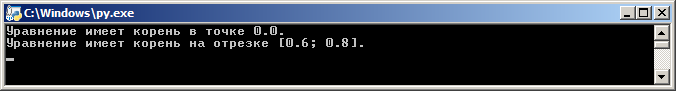 C:\Windows\py.exe
Уравнение имеет корень в точке 0.0.
Уравнение имеет корень на отрезке [0.6; 0.8].